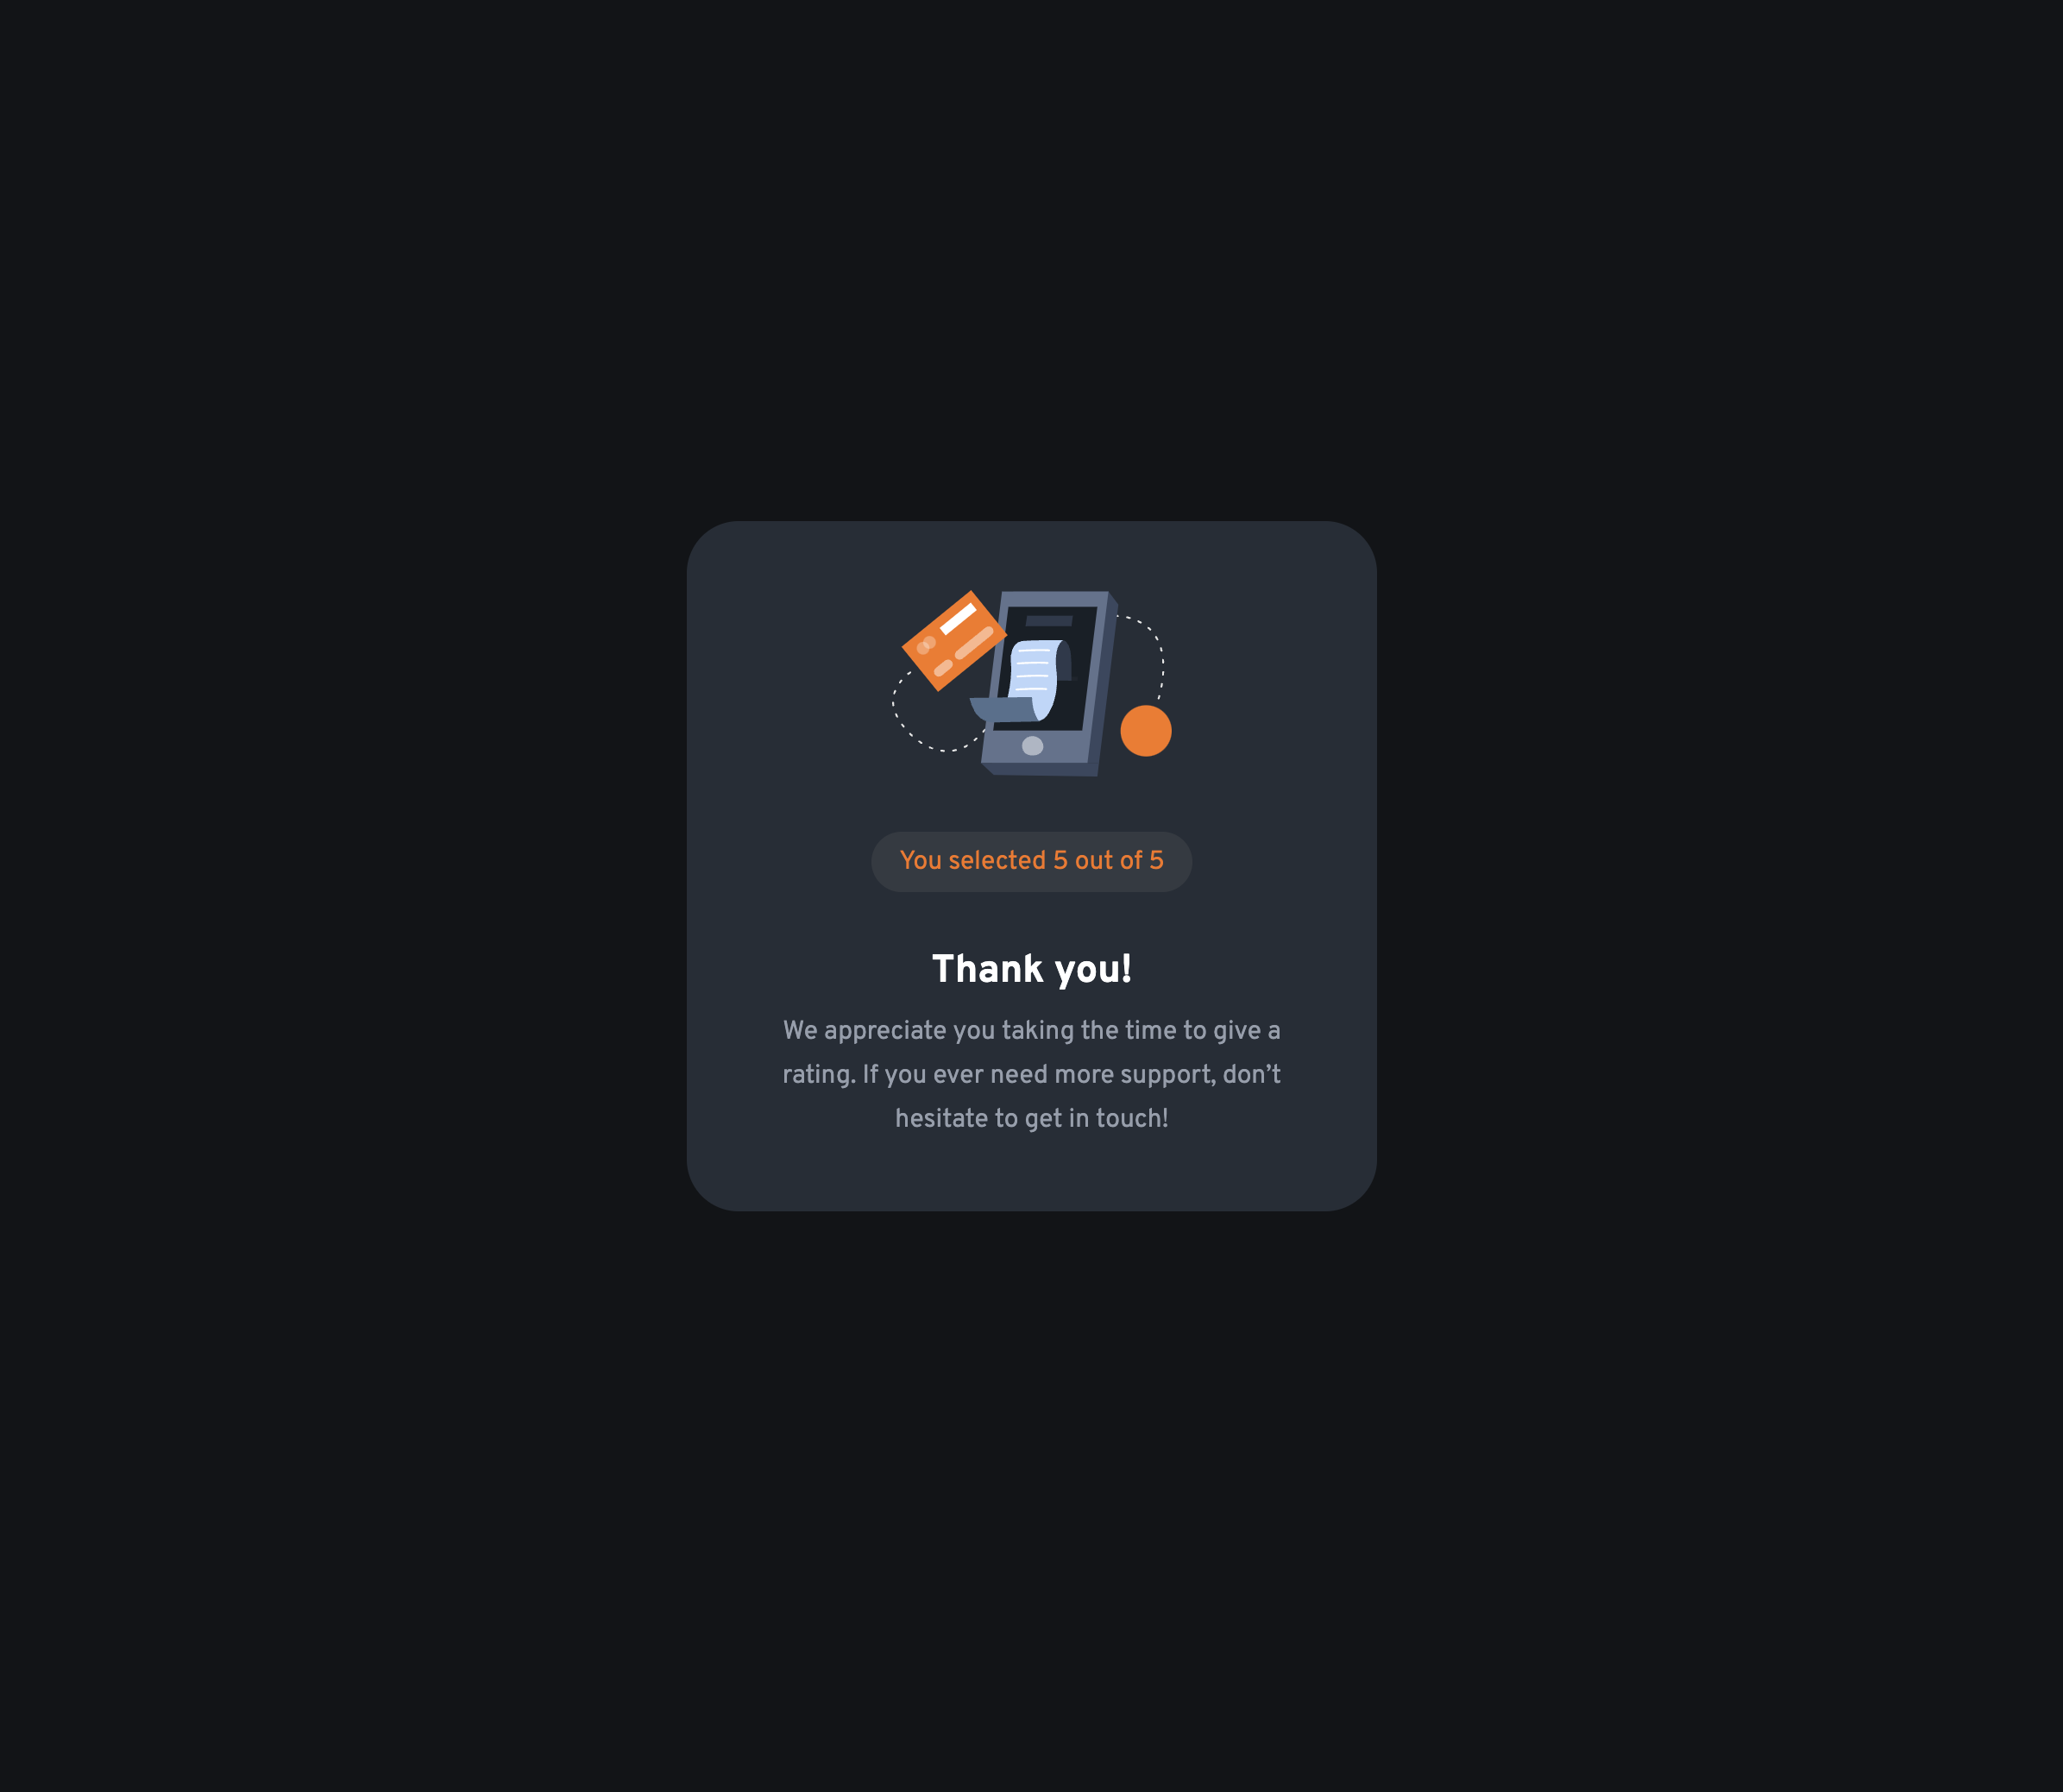 You selected 5 out of 5
Thank you!
We appreciate you taking the time to give a
rating. If you ever need more support, don’t
hesitate to get in touch!